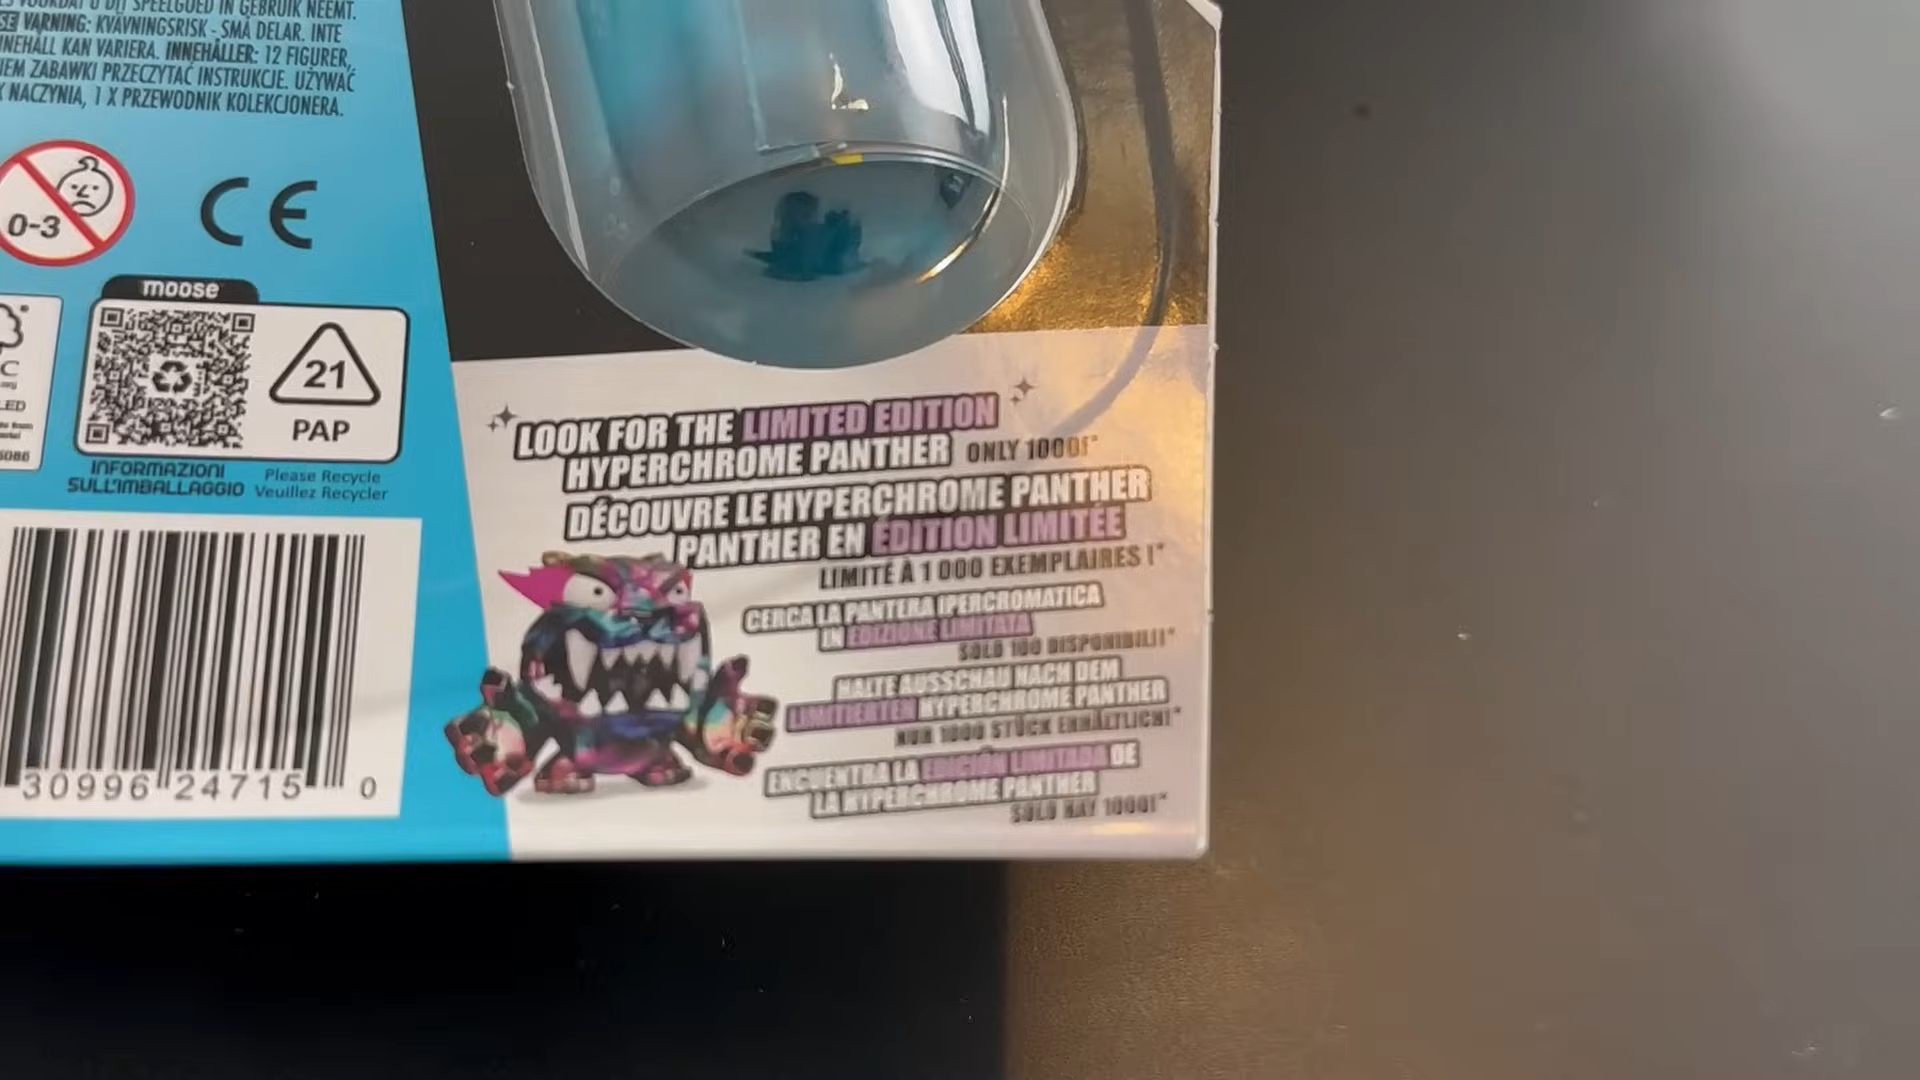 VOORDAT U DIT SPEELGOED IN GEBRUIK NEEMT.
SE VARNING: KVÄVNINGSRISK - SMÅ DELAR. INTE
INNEHÅLL KAN VARIERA. INNEHÅLLER: 12 FIGURER,
ZABAWKI PRZECZYTAĆ INSTRUKCJE. UŻYWAĆ
NACZYNIA, 1 X PRZEWODNIK KOLEKCJONERA.
0-3
CE
moose
21
PAP
INFORMAZIONI
SULL'IMBALLAGGIO
Please Recycle
Veuillez Recycler
30996 24715 0
LOOK FOR THE LIMITED EDITION
HYPERCHROME PANTHER ONLY 1000!*
DÉCOUVRE LE HYPERCHROME PANTHER
PANTHER EN ÉDITION LIMITÉE
LIMITÉ À 1 000 EXEMPLAIRES !*
CERCA LA PANTERA IPERCROMATICA
IN EDIZIONE LIMITATA
SOLO 100 DISPONIBILI!*
HALTE AUSSCHAU NACH DEM
LIMITIERTEN HYPERCHROME PANTHER
NUR 1000 STÜCK ERHÄLTLICH!*
ENCUENTRA LA EDICIÓN LIMITADA DE
LA HYPERCHROME PANTHER
SOLO HAY 1000!*